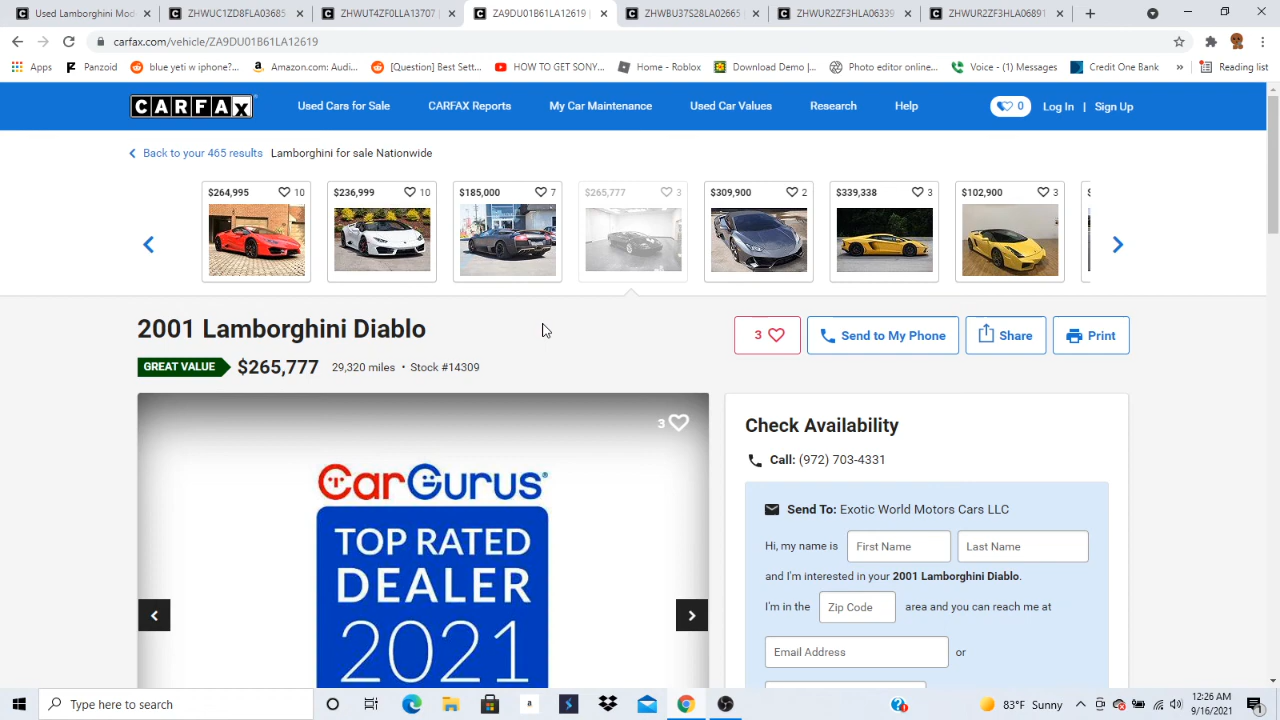 Used Lamborghini Mod
ZHWUC1ZD8FLA03685
ZHWUT4ZF0LLA13707
ZA9DU01B61LA12619
ZHWBU37S28LA02665
ZHWUR2ZF3HLA06339
ZHWUR2ZF3HLA06891
carfax.com/vehicle/ZA9DU01B61LA12619
Apps
Panzoid
blue yeti w iphone?...
Amazon.com: Audi...
[Question] Best Sett...
HOW TO GET SONY...
Home - Roblox
Download Demo |...
Photo editor online...
Voice - (1) Messages
Credit One Bank
»
Reading list
CARFAX
Used Cars for Sale
CARFAX Reports
My Car Maintenance
Used Car Values
Research
Help
0
Log In | Sign Up
Back to your 465 results Lamborghini for sale Nationwide
$264,995 10
$236,999 10
$185,000 7
$265,777 3
$309,900 2
$339,338 3
$102,900 3
2001 Lamborghini Diablo
3
Send to My Phone
Share
Print
GREAT VALUE $265,777 29,320 miles • Stock #14309
3
CarGurus
TOP RATED
DEALER
2021
Check Availability
Call: (972) 703-4331
Send To: Exotic World Motors Cars LLC
Hi, my name is First Name Last Name
and I'm interested in your 2001 Lamborghini Diablo.
I'm in the Zip Code area and you can reach me at
Email Address or
Type here to search
a
83°F Sunny
12:26 AM
9/16/2021
1